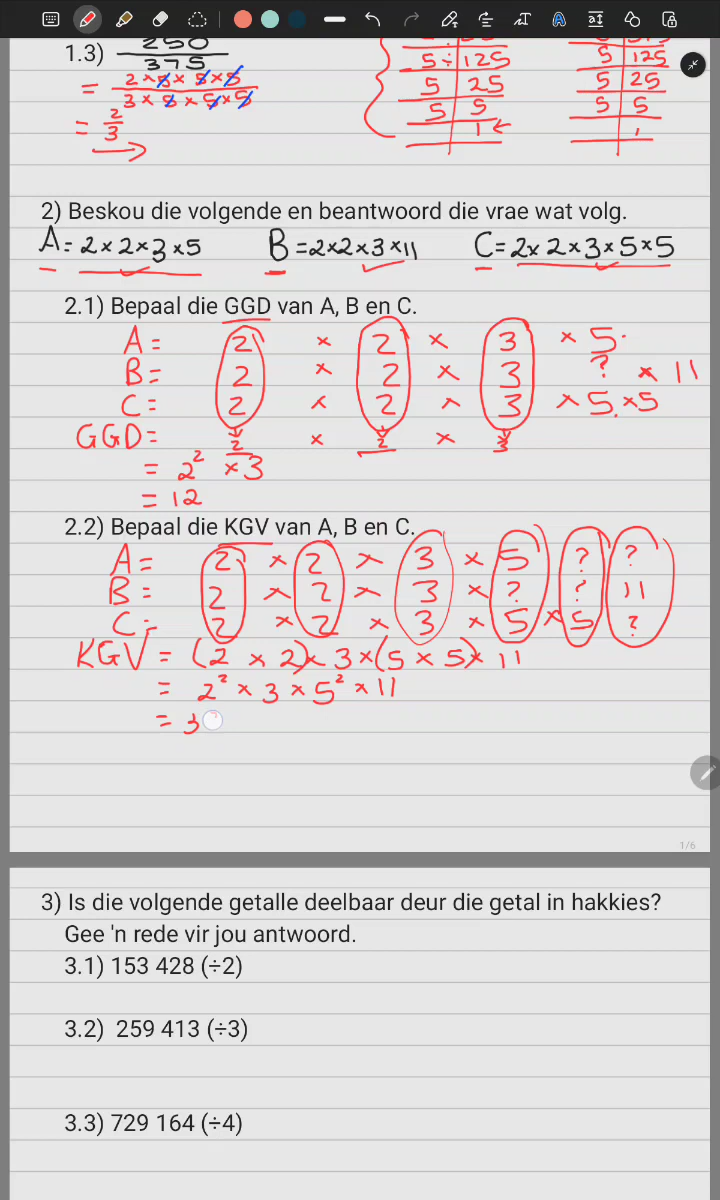 1.3) 250
375
= 2 × 5 × 5 × 5
3 × 5 × 5 × 5
= 2/3
5 ÷ 125
5 25
5 5
1
5 125
5 25
5 5
1
2) Beskou die volgende en beantwoord die vrae wat volg.
A = 2 × 2 × 3 × 5 B = 2 × 2 × 3 × 11 C = 2 × 2 × 3 × 5 × 5
2.1) Bepaal die GGD van A, B en C.
A = 2 × 2 × 3 × 5
B = 2 × 2 × 3 ? × 11
C = 2 × 2 × 3 × 5 × 5
GGD = 2 × 2 × 3
= 2² × 3
= 12
2.2) Bepaal die KGV van A, B en C.
A = 2 × 2 × 3 × 5 ? ?
B = 2 × 2 × 3 × ? ? 11
C = 2 × 2 × 3 × 5 × 5 ?
KGV = (2 × 2) × 3 × (5 × 5) × 11
= 2² × 3 × 5² × 11
= 3
1/6
3) Is die volgende getalle deelbaar deur die getal in hakkies?
Gee 'n rede vir jou antwoord.
3.1) 153 428 (÷2)
3.2) 259 413 (÷3)
3.3) 729 164 (÷4)